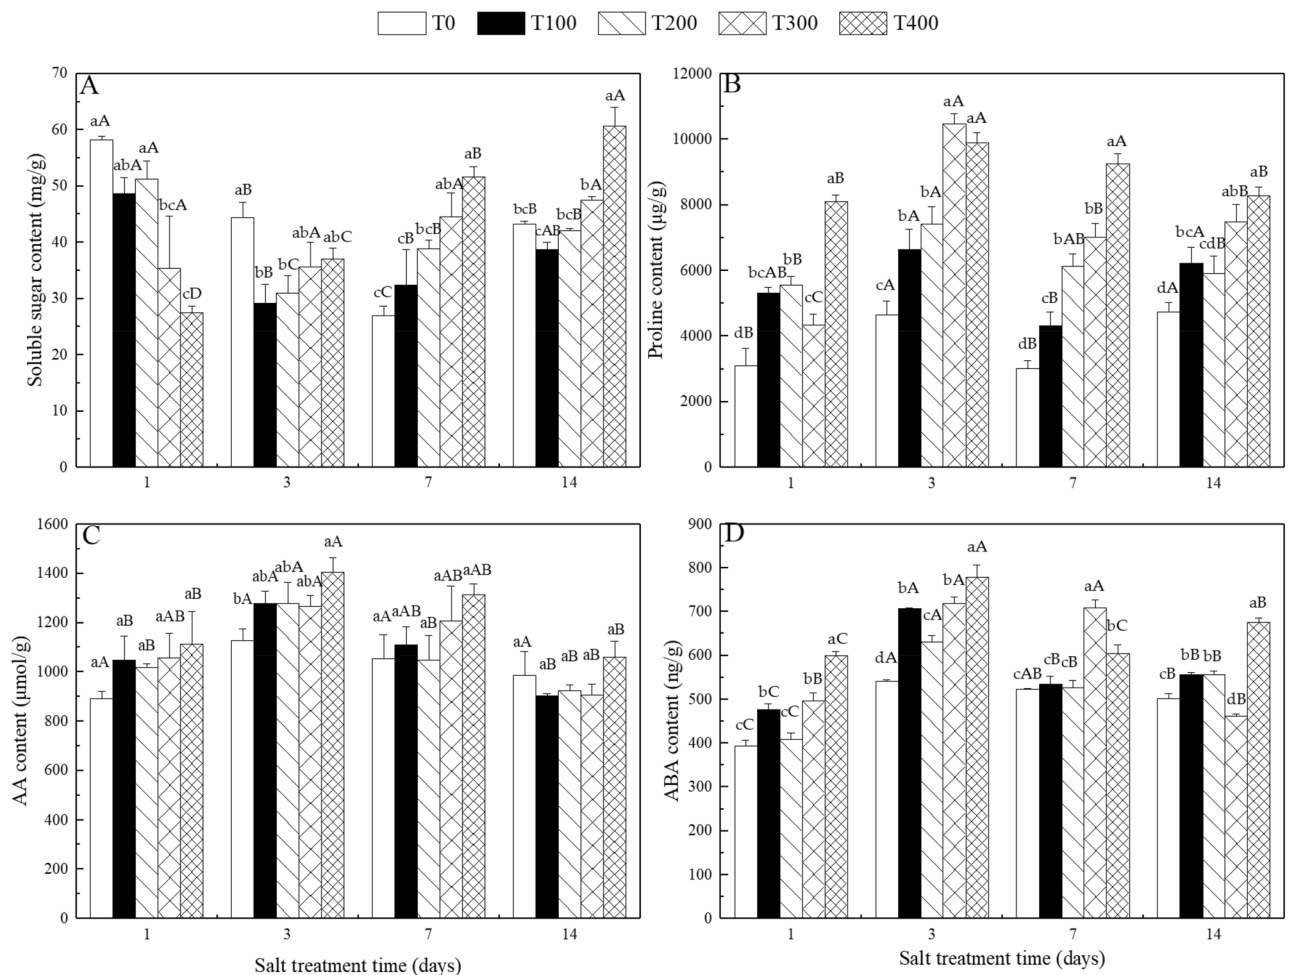 T0 T100 T200 T300 T400
A
Soluble sugar content (mg/g)
70
60
50
40
30
20
10
0
aA abA aA bcA cD
aB bB bC abA abC
cC cB bcB abA aB
bcB cAB bcB bA aA
1 3 7 14
B
Proline content (μg/g)
12000
10000
8000
6000
4000
2000
0
dB bcAB bB cC aB
cA bA bA aA aA
dB cB bAB bB aA
dA bcA cdB abB aB
1 3 7 14
C
AA content (μmol/g)
1600
1400
1200
1000
800
600
400
200
0
aA aB aB aAB aB
bA abA abA abA aA
aA aAB aB aAB aAB
aA aB aB aB aB
1 3 7 14
Salt treatment time (days)
D
ABA content (ng/g)
900
800
700
600
500
400
300
200
100
0
cC bC cC bB aC
dA bA cA bA aA
cAB cB cB aA bC
cB bB bB dB aB
1 3 7 14
Salt treatment time (days)